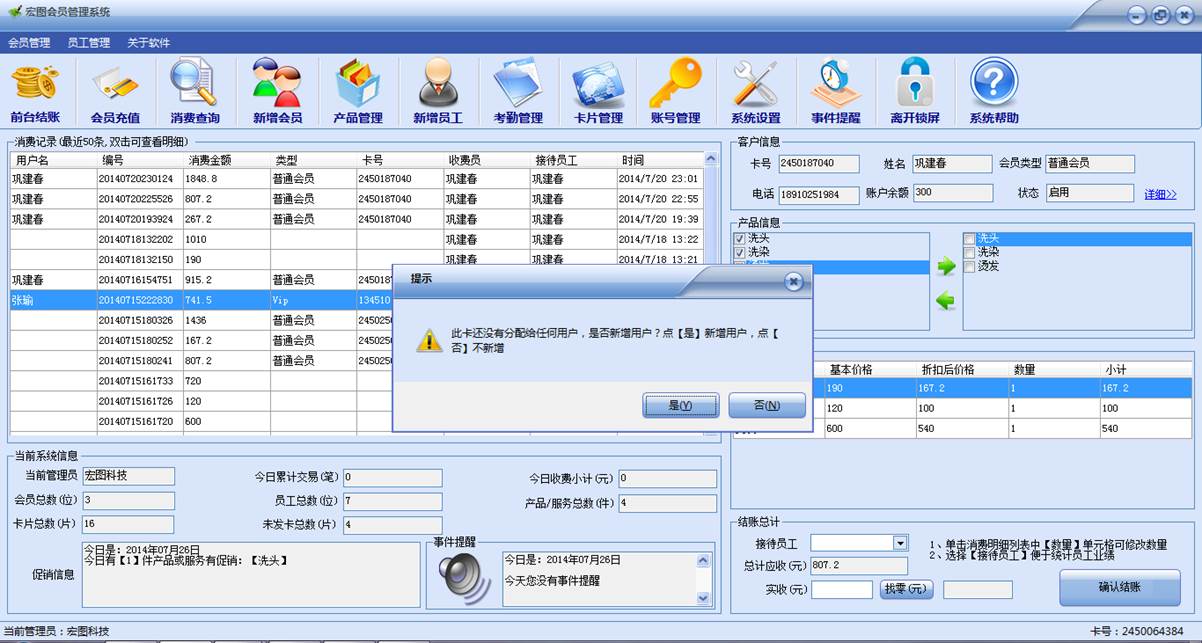 宏图会员管理系统
会员管理 员工管理 关于软件
前台结账 会员充值 消费查询 新增会员 产品管理 新增员工 考勤管理 卡片管理 账号管理 系统设置 事件提醒 离开锁屏 系统帮助
消费记录(最近50条,双击可查看明细)
用户名 编号 消费金额 类型 卡号 收费员 接待员工 时间
巩建春 20140720230124 1848.8 普通会员 2450187040 巩建春 巩建春 2014/7/20 23:01
巩建春 20140720225526 807.2 普通会员 2450187040 巩建春 巩建春 2014/7/20 22:55
巩建春 20140720193924 267.2 普通会员 2450187040 巩建春 巩建春 2014/7/20 19:39
20140718132202 1010 巩建春 巩建春 2014/7/18 13:22
20140718132150 190 巩建春 巩建春 2014/7/18 13:21
巩建春 20140716154751 915.2 普通会员 245018
张瑜 20140715222830 741.5 Vip 134510
20140715180326 1436 普通会员 245025
20140715180252 167.2 普通会员 245025
20140715180241 807.2 普通会员 245025
20140715161733 720
20140715161726 120
20140715161720 600
客户信息
卡号 2450187040 姓名 巩建春 会员类型 普通会员
电话 18910251984 账户余额 300 状态 启用 详细>>
产品信息
洗头
洗染
洗头
洗染
烫发
提示
此卡还没有分配给任何用户，是否新增用户？点【是】新增用户，点【
否】不新增
是(Y) 否(N)
基本价格 折扣后价格 数量 小计
190 167.2 1 167.2
120 100 1 100
600 540 1 540
当前系统信息
当前管理员 宏图科技 今日累计交易(笔) 0 今日收费小计(元) 0
会员总数(位) 3 员工总数(位) 7 产品/服务总数(件) 4
卡片总数(片) 16 未发卡总数(片) 4
促销信息
今日是: 2014年07月26日
今日有【1】件产品或服务有促销: 【洗头】
事件提醒
今日是: 2014年07月26日
今天您没有事件提醒
结账总计
接待员工
总计应收(元) 807.2
实收(元) 找零(元)
1、单击消费明细列表中【数量】单元格可修改数量
2、选择【接待员工】便于统计员工业绩
确认结账
当前管理员：宏图科技 卡号：2450064384